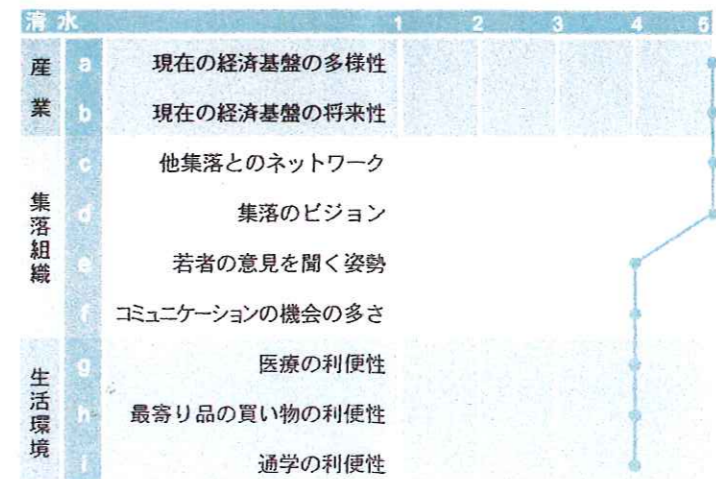 清水 1 2 3 4 5
産業
a 現在の経済基盤の多様性
b 現在の経済基盤の将来性
集落組織
c 他集落とのネットワーク
d 集落のビジョン
e 若者の意見を聞く姿勢
f コミュニケーションの機会の多さ
生活環境
g 医療の利便性
h 最寄り品の買い物の利便性
i 通学の利便性